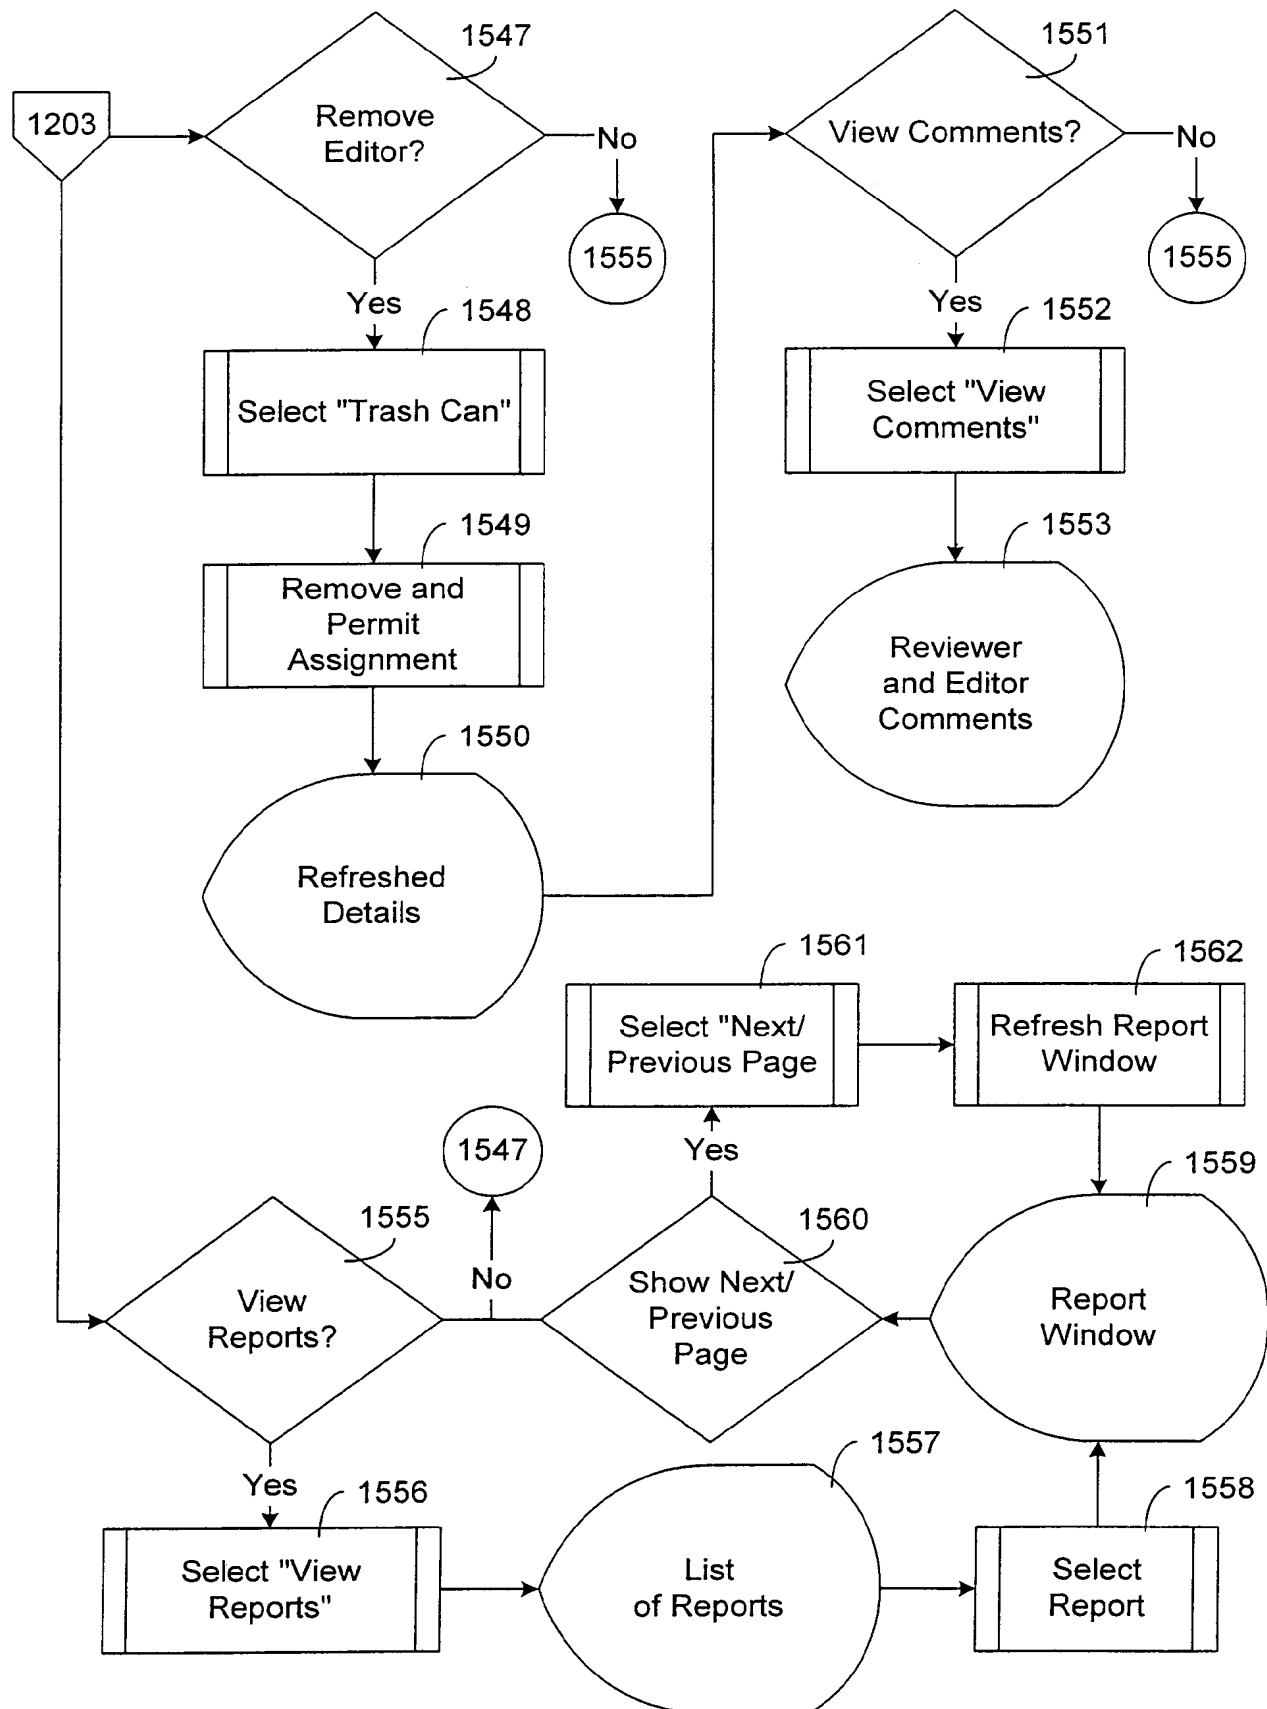 1547
1551
1203
Remove
Editor?
No
View Comments?
No
1555
1555
Yes
Yes
1548
1552
Select "Trash Can"
Select "View
Comments"
1549
1553
Remove and
Permit
Assignment
Reviewer
and Editor
Comments
1550
Refreshed
Details
1561
1562
Select "Next/
Previous Page
Refresh Report
Window
1547
Yes
1559
1555
1560
No
View
Reports?
Show Next/
Previous
Page
Report
Window
Yes
1556
1557
1558
Select "View
Reports"
List
of Reports
Select
Report